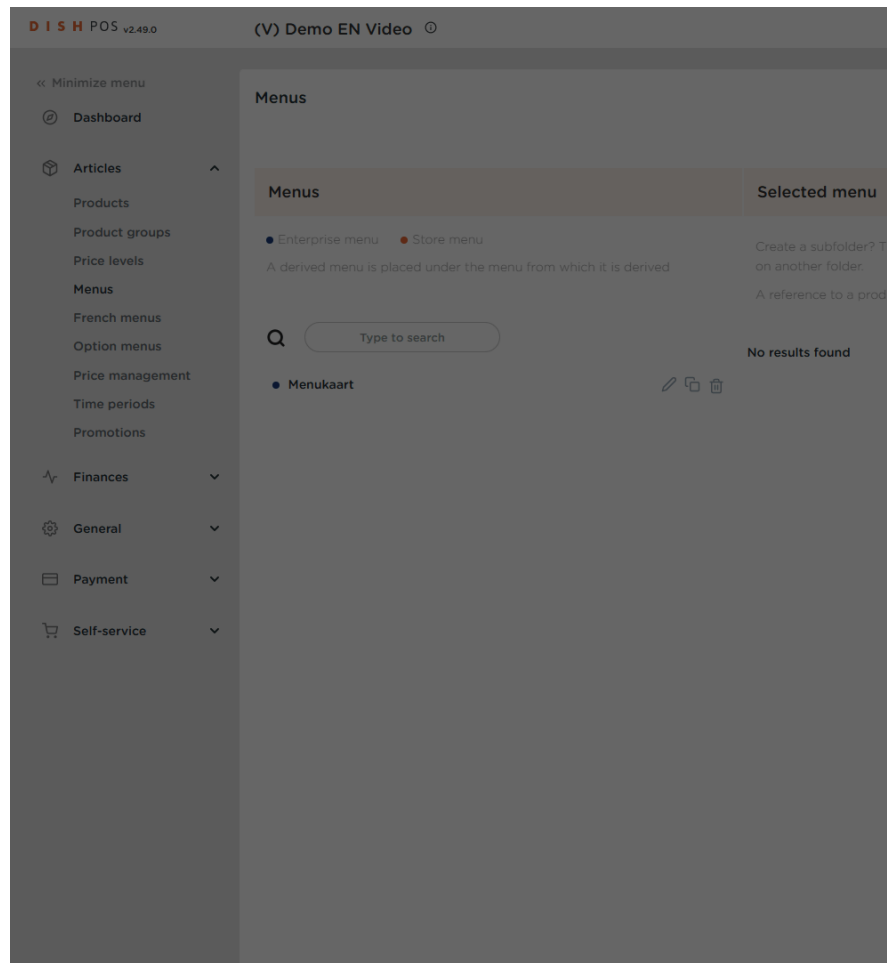 DISH POS v2.49.0
(V) Demo EN Video
« Minimize menu
Dashboard
Articles
Products
Product groups
Price levels
Menus
French menus
Option menus
Price management
Time periods
Promotions
Finances
General
Payment
Self-service
Menus
Menus
Enterprise menu Store menu
A derived menu is placed under the menu from which it is derived.
Type to search
Menukaart
Selected menu
Create a subfolder? T
on another folder.
A reference to a prod
No results found